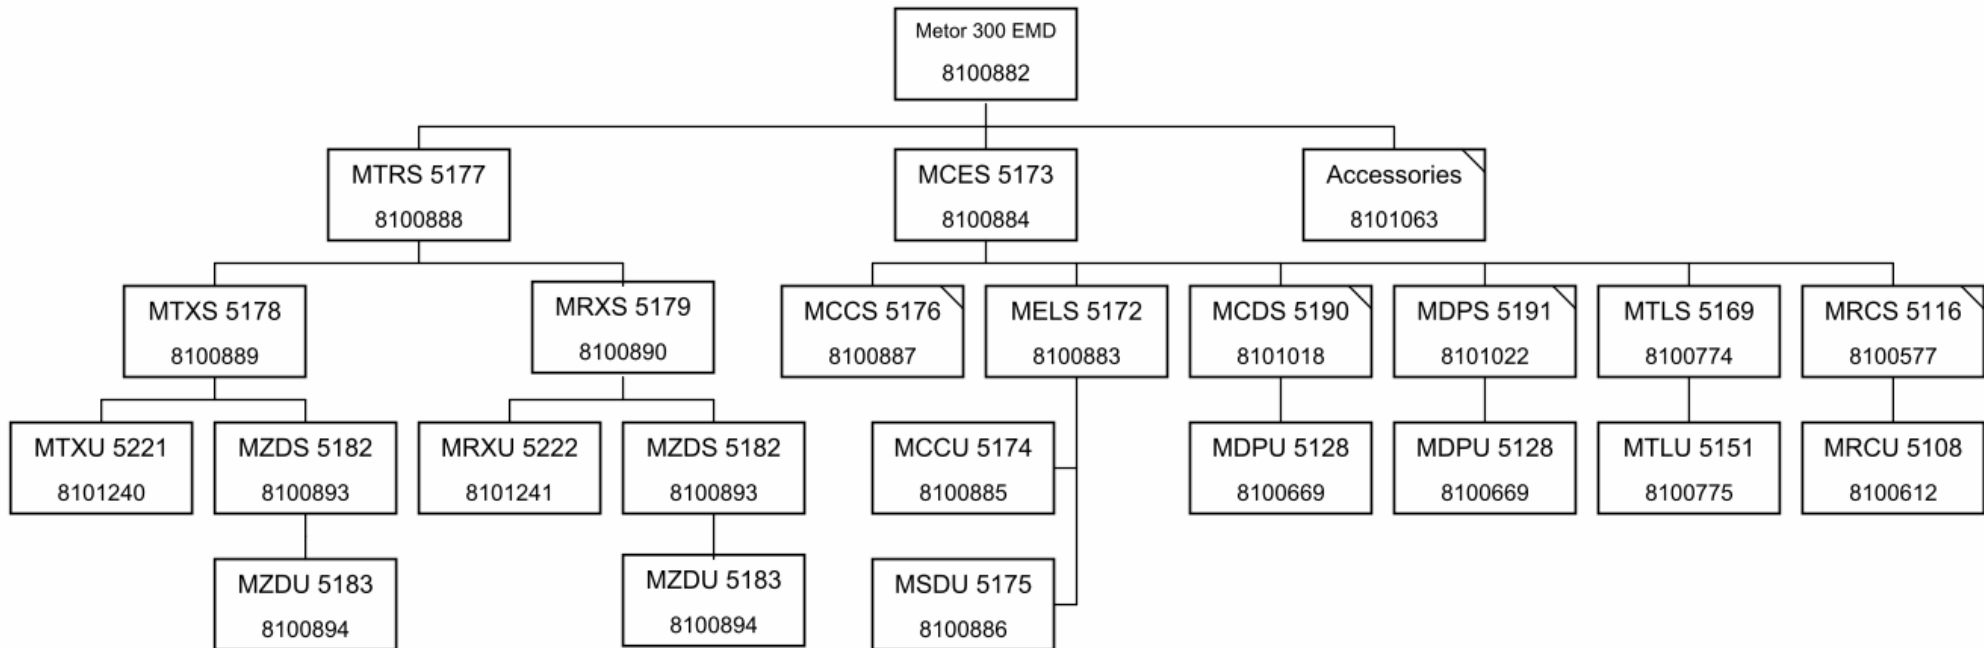 Metor 300 EMD
8100882
MTRS 5177
8100888
MCES 5173
8100884
Accessories
8101063
MTXS 5178
8100889
MRXS 5179
8100890
MCCS 5176
8100887
MELS 5172
8100883
MCDS 5190
8101018
MDPS 5191
8101022
MTLS 5169
8100774
MRCS 5116
8100577
MTXU 5221
8101240
MZDS 5182
8100893
MRXU 5222
8101241
MZDS 5182
8100893
MCCU 5174
8100885
MDPU 5128
8100669
MDPU 5128
8100669
MTLU 5151
8100775
MRCU 5108
8100612
MZDU 5183
8100894
MZDU 5183
8100894
MSDU 5175
8100886